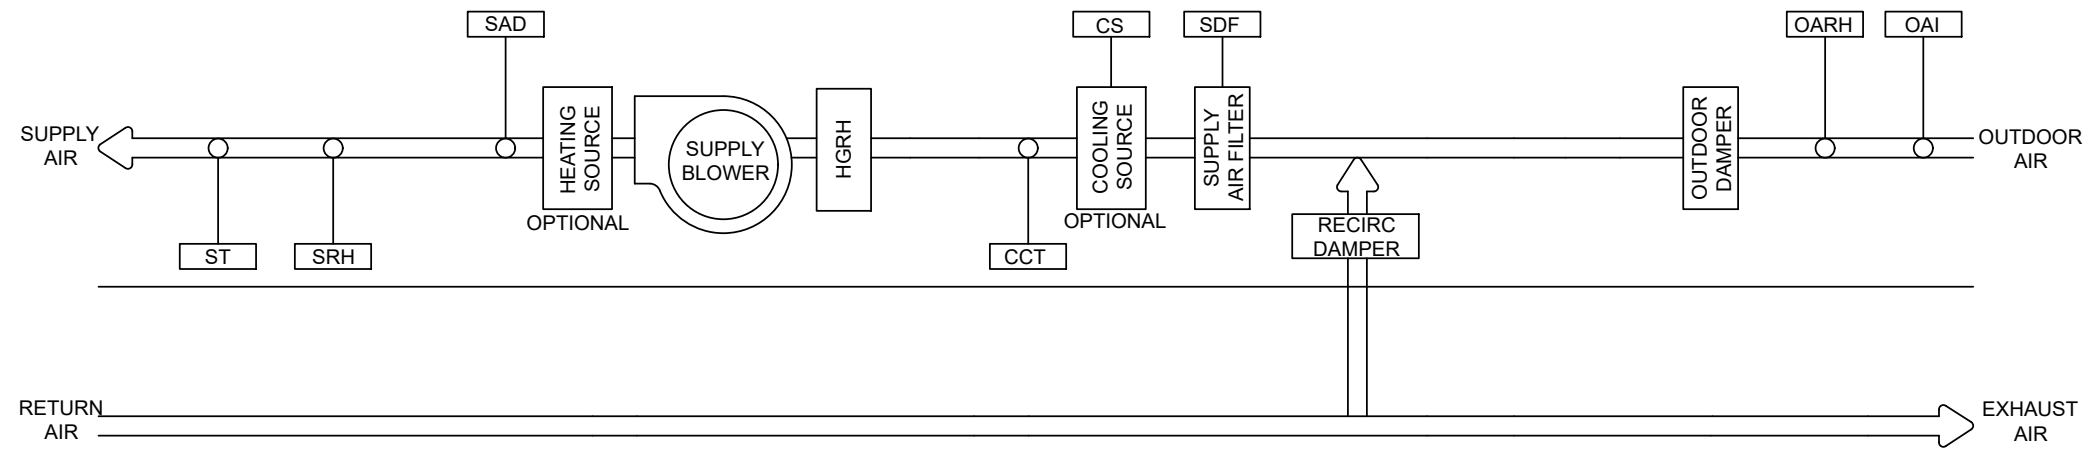 SAD
CS
SDF
OARH
OAI
SUPPLY
AIR
HEATING
SOURCE
OPTIONAL
SUPPLY
BLOWER
HGRH
COOLING
SOURCE
OPTIONAL
SUPPLY
AIR FILTER
OUTDOOR
DAMPER
OUTDOOR
AIR
ST
SRH
CCT
RECIRC
DAMPER
RETURN
AIR
EXHAUST
AIR